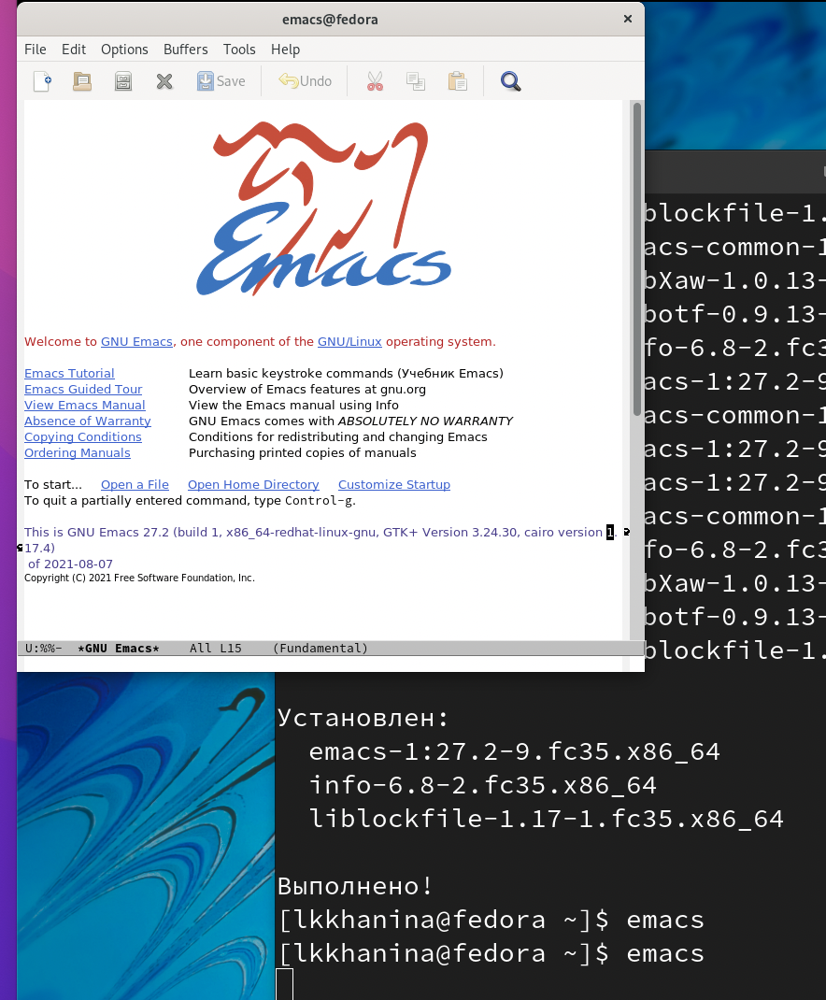 emacs@fedora
File Edit Options Buffers Tools Help
Save Undo
Emacs
Welcome to GNU Emacs, one component of the GNU/Linux operating system.
Emacs Tutorial Learn basic keystroke commands (Учебник Emacs)
Emacs Guided Tour Overview of Emacs features at gnu.org
View Emacs Manual View the Emacs manual using Info
Absence of Warranty GNU Emacs comes with ABSOLUTELY NO WARRANTY
Copying Conditions Conditions for redistributing and changing Emacs
Ordering Manuals Purchasing printed copies of manuals
To start... Open a File Open Home Directory Customize Startup
To quit a partially entered command, type Control-g.
This is GNU Emacs 27.2 (build 1, x86_64-redhat-linux-gnu, GTK+ Version 3.24.30, cairo version 1.
17.4)
of 2021-08-07
Copyright (C) 2021 Free Software Foundation, Inc.
U:%%- *GNU Emacs* All L15 (Fundamental)
blockfile-1.
acs-common-1
bXaw-1.0.13-
botf-0.9.13-
fo-6.8-2.fc3
acs-1:27.2-9
acs-common-1
acs-1:27.2-9
acs-1:27.2-9
acs-common-1
fo-6.8-2.fc3
bXaw-1.0.13-
botf-0.9.13-
blockfile-1.
Установлен:
emacs-1:27.2-9.fc35.x86_64
info-6.8-2.fc35.x86_64
liblockfile-1.17-1.fc35.x86_64
Выполнено!
[lkkhanina@fedora ~]$ emacs
[lkkhanina@fedora ~]$ emacs